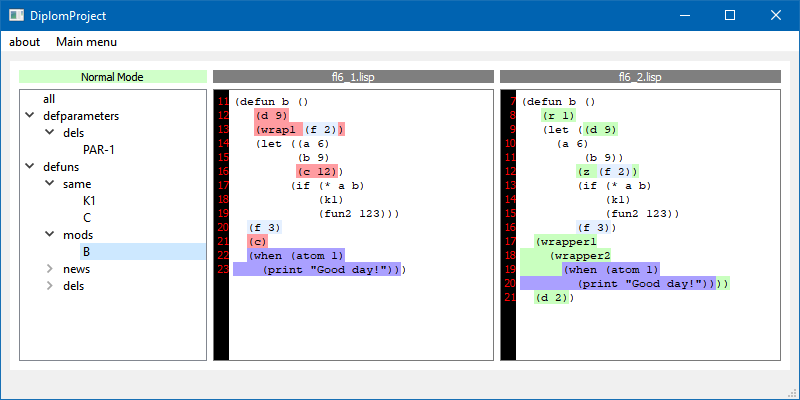 DiplomProject
about Main menu
Normal Mode
all
defparameters
dels
PAR-1
defuns
same
K1
C
mods
B
news
dels
fl6_1.lisp
11 (defun b ()
12 (d 9)
13 (wrap1 (f 2))
14 (let ((a 6)
15 (b 9)
16 (c 12))
17 (if (* a b)
18 (k1)
19 (fun2 123)))
20 (f 3)
21 (c)
22 (when (atom 1)
23 (print "Good day!")))
fl6_2.lisp
7 (defun b ()
8 (r 1)
9 (let ((d 9)
10 (a 6)
11 (b 9))
12 (z (f 2))
13 (if (* a b)
14 (k1)
15 (fun2 123))
16 (f 3))
17 (wrapper1
18 (wrapper2
19 (when (atom 1)
20 (print "Good day!"))))
21 (d 2))